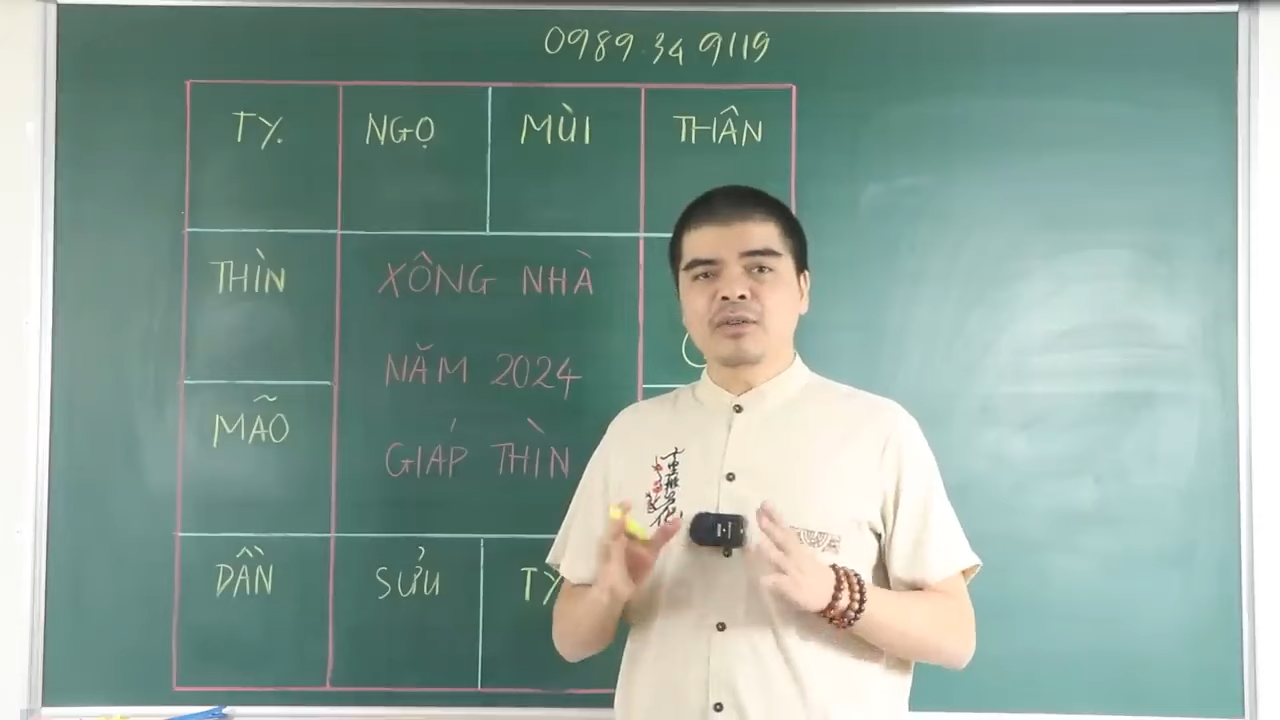 0989.34 9119
TỴ. NGỌ MÙI THÂN
THÌN XÔNG NHÀ
NĂM 2024
MÃO
GIÁP THÌN
DẦN SỬU